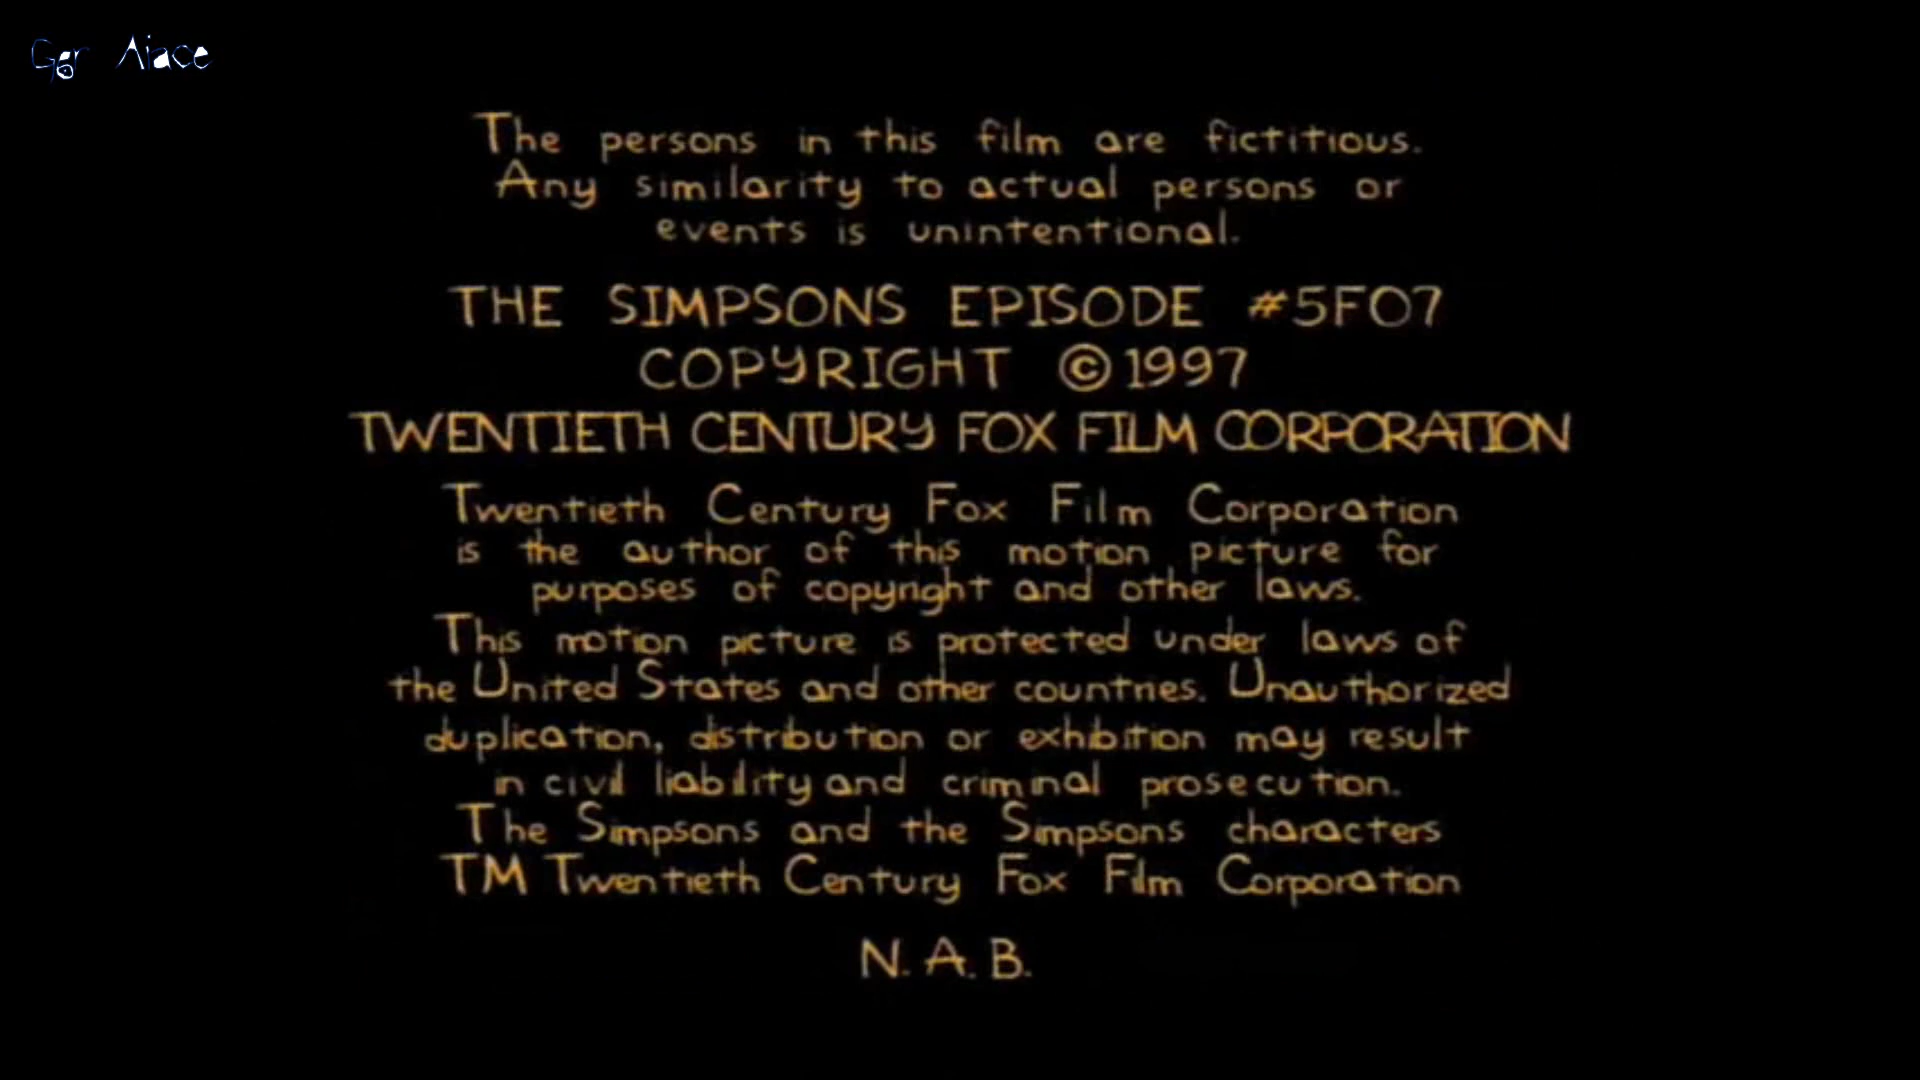 The persons in this film are fictitious.
Any similarity to actual persons or
events is unintentional.
THE SIMPSONS EPISODE #5F07
COPYRIGHT © 1997
TWENTIETH CENTURY FOX FILM CORPORATION
Twentieth Century Fox Film Corporation
is the author of this motion picture for
purposes of copyright and other laws.
This motion picture is protected under laws of
the United States and other countries. Unauthorized
duplication, distribution or exhibition may result
in civil liability and criminal prosecution.
The Simpsons and the Simpsons characters
TM Twentieth Century Fox Film Corporation
N. A. B.